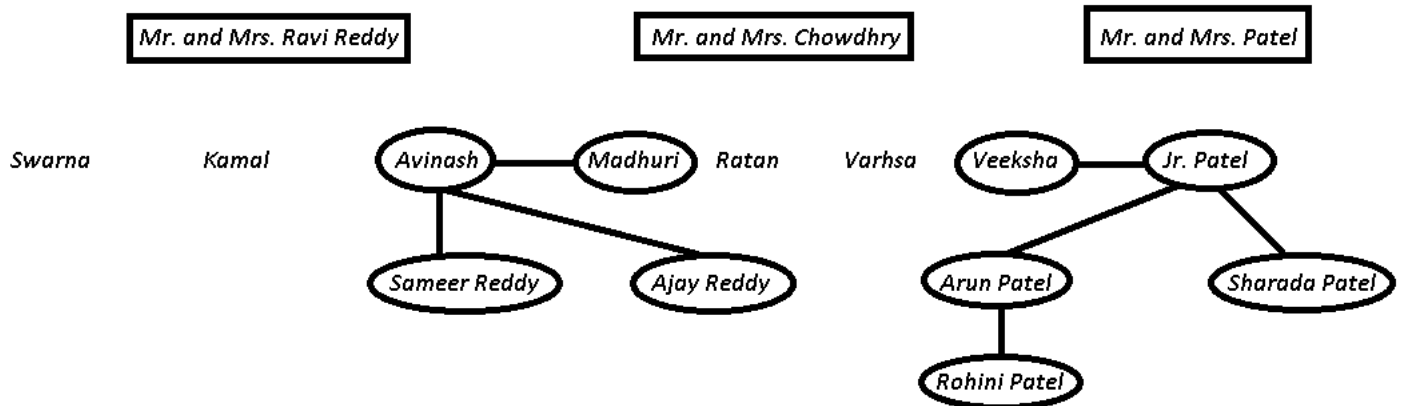 Mr. and Mrs. Ravi Reddy Mr. and Mrs. Chowdhry Mr. and Mrs. Patel
Swarna Kamal Avinash Madhuri Ratan Varhsa Veeksha Jr. Patel
Sameer Reddy Ajay Reddy Arun Patel Sharada Patel
Rohini Patel